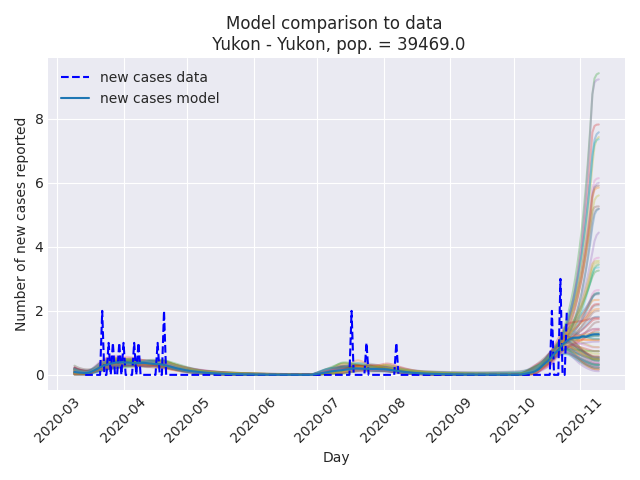 Model comparison to data
Yukon - Yukon, pop. = 39469.0
new cases data
new cases model
Number of new cases reported
8
6
4
2
0
2020-03
2020-04
2020-05
2020-06
2020-07
2020-08
2020-09
2020-10
2020-11
Day